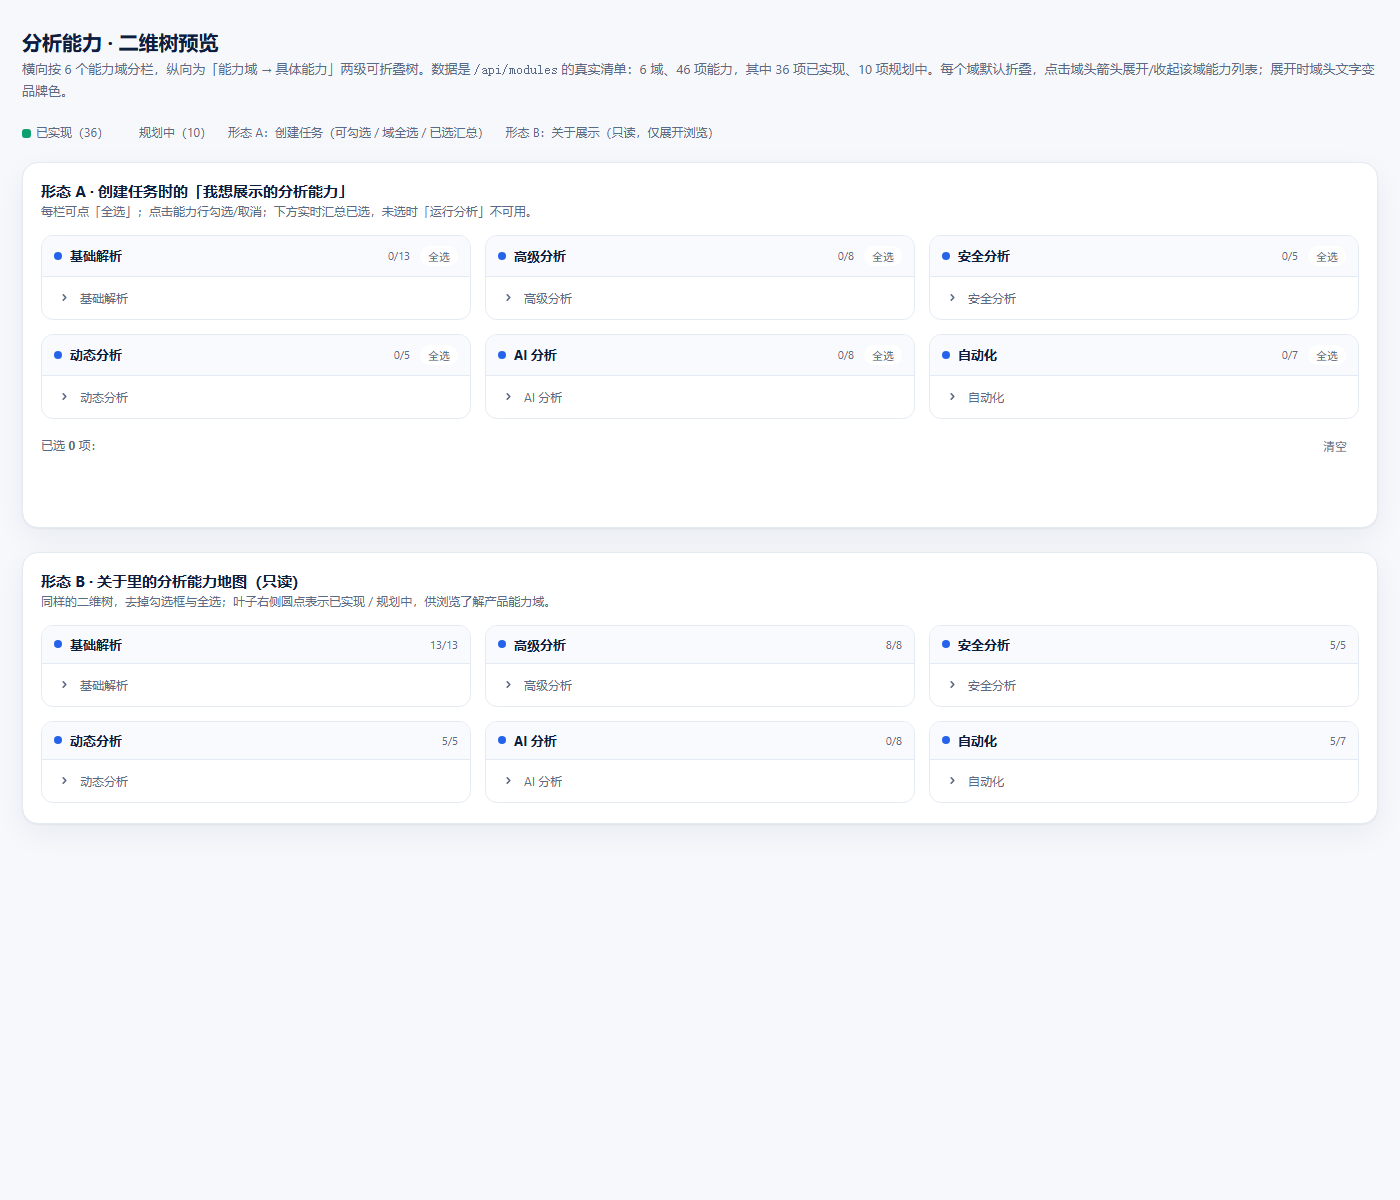 分析能力 · 二维树预览
横向按 6 个能力域分栏，纵向为「能力域 → 具体能力」两级可折叠树。数据是 /api/modules 的真实清单：6 域、46 项能力，其中 36 项已实现、10 项规划中。每个域默认折叠，点击域头箭头展开/收起该域能力列表；展开时域头文字变
品牌色。
已实现（36） 规划中（10） 形态 A：创建任务（可勾选 / 域全选 / 已选汇总） 形态 B：关于展示（只读，仅展开浏览）
形态 A · 创建任务时的「我想展示的分析能力」
每栏可点「全选」；点击能力行勾选/取消；下方实时汇总已选，未选时「运行分析」不可用。
基础解析 0/13 全选 高级分析 0/8 全选 安全分析 0/5 全选
基础解析 高级分析 安全分析
动态分析 0/5 全选 AI 分析 0/8 全选 自动化 0/7 全选
动态分析 AI 分析 自动化
已选 0 项： 清空
形态 B · 关于里的分析能力地图（只读）
同样的二维树，去掉勾选框与全选；叶子右侧圆点表示已实现 / 规划中，供浏览了解产品能力域。
基础解析 13/13 高级分析 8/8 安全分析 5/5
基础解析 高级分析 安全分析
动态分析 5/5 AI 分析 0/8 自动化 5/7
动态分析 AI 分析 自动化